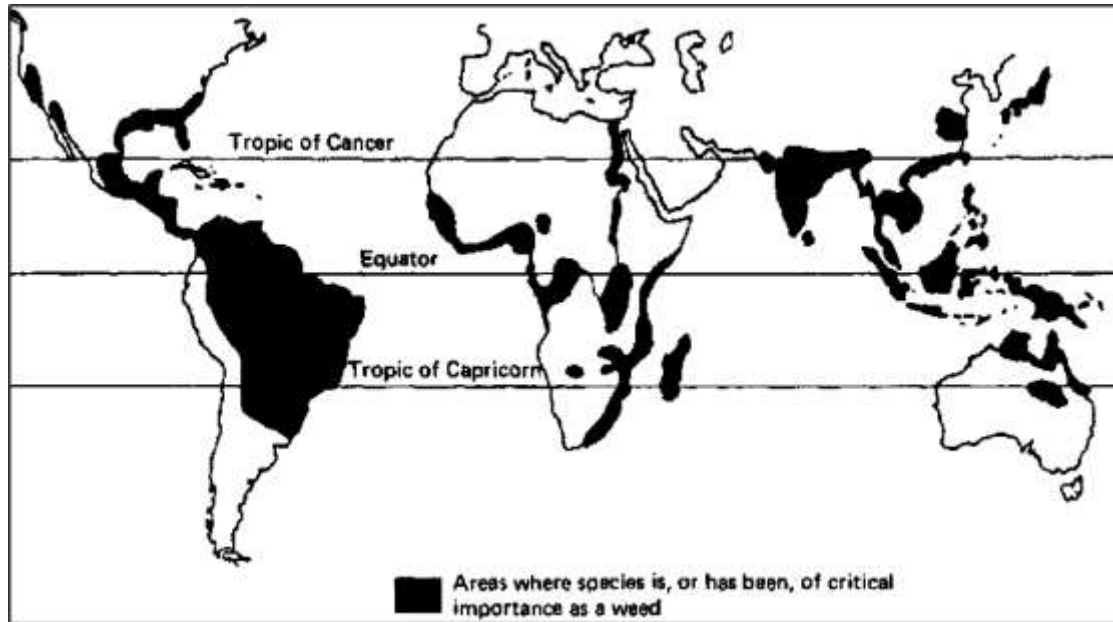 Tropic of Cancer
Equator
Tropic of Capricorn
Areas where species is, or has been, of critical
importance as a weed